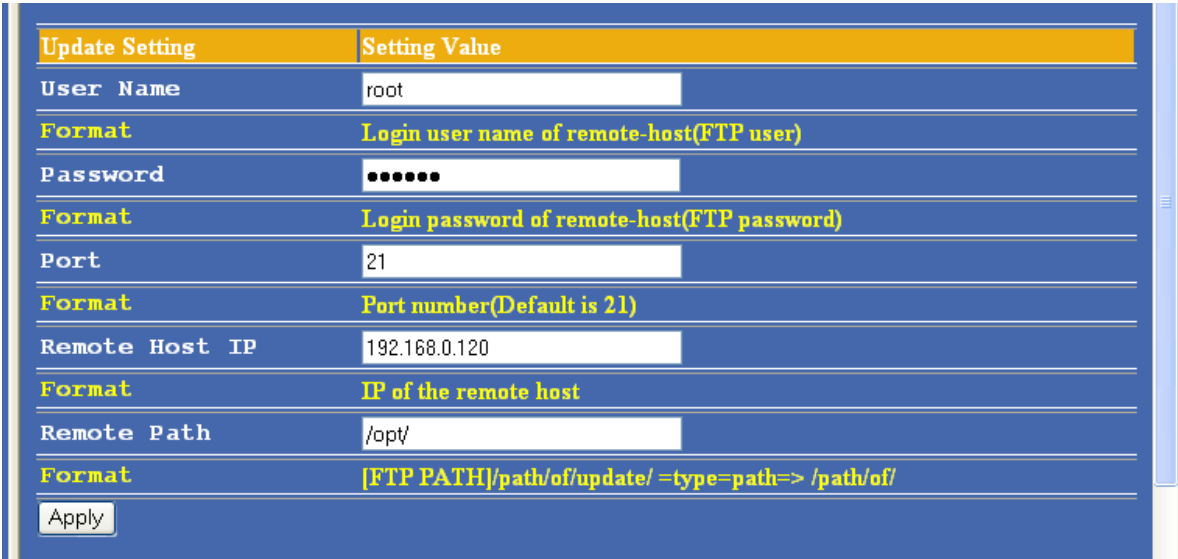 Update Setting Setting Value
User Name root
Format Login user name of remote-host(FTP user)
Password ●●●●●●
Format Login password of remote-host(FTP password)
Port 21
Format Port number(Default is 21)
Remote Host IP 192.168.0.120
Format IP of the remote host
Remote Path /opt/
Format [FTP PATH]/path/of/update/ =type=path=> /path/of/
Apply